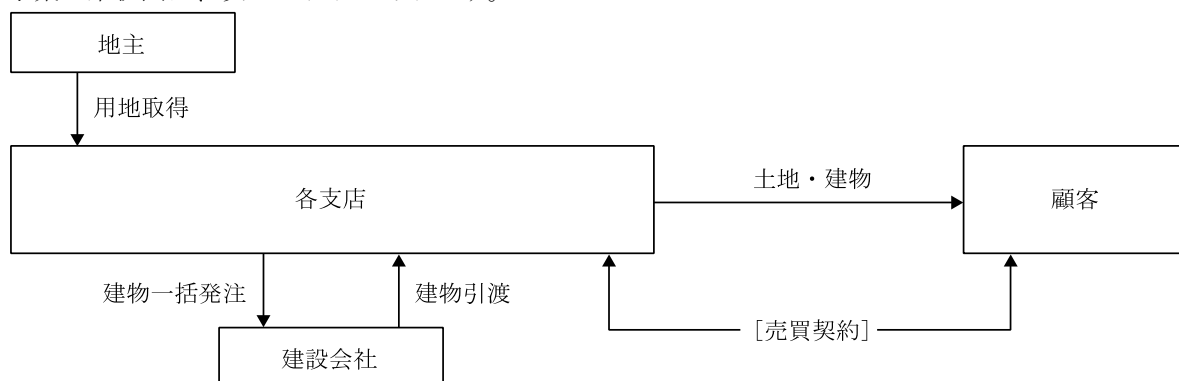 地主
用地取得
各支店
土地・建物
顧客
建物一括発注
建物引渡
[売買契約]
建設会社